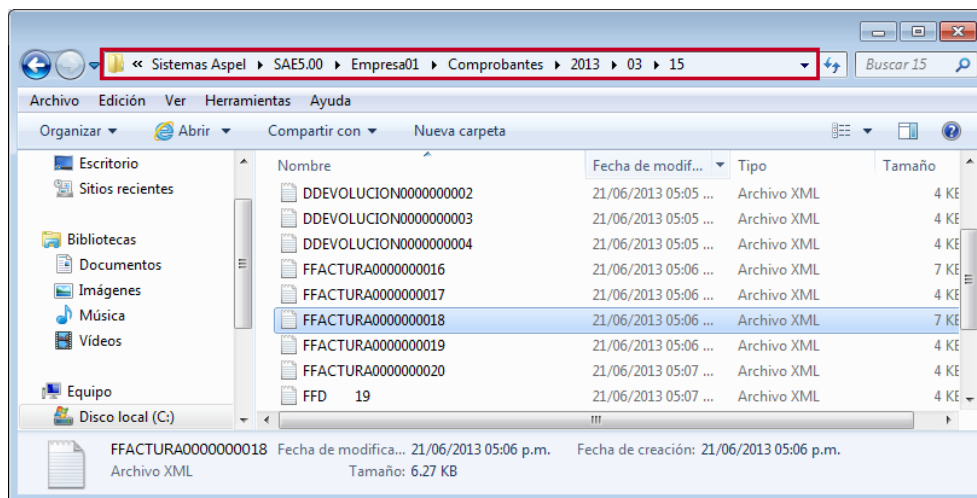 « Sistemas Aspel ▸ SAE5.00 ▸ Empresa01 ▸ Comprobantes ▸ 2013 ▸ 03 ▸ 15 Buscar 15
Archivo Edición Ver Herramientas Ayuda
Organizar Abrir Compartir con Nueva carpeta
Escritorio
Sitios recientes
Bibliotecas
Documentos
Imágenes
Música
Vídeos
Equipo
Disco local (C:)
Nombre Fecha de modif... Tipo Tamaño
DDEVOLUCION0000000002 21/06/2013 05:05 ... Archivo XML 4 KB
DDEVOLUCION0000000003 21/06/2013 05:05 ... Archivo XML 4 KB
DDEVOLUCION0000000004 21/06/2013 05:05 ... Archivo XML 4 KB
FFACTURA0000000016 21/06/2013 05:06 ... Archivo XML 7 KB
FFACTURA0000000017 21/06/2013 05:06 ... Archivo XML 4 KB
FFACTURA0000000018 21/06/2013 05:06 ... Archivo XML 7 KB
FFACTURA0000000019 21/06/2013 05:06 ... Archivo XML 4 KB
FFACTURA0000000020 21/06/2013 05:07 ... Archivo XML 4 KB
FFD 19 21/06/2013 05:07 ... Archivo XML 4 KB
FFACTURA0000000018 Fecha de modifica... 21/06/2013 05:06 p.m. Fecha de creación: 21/06/2013 05:06 p.m.
Archivo XML Tamaño: 6.27 KB